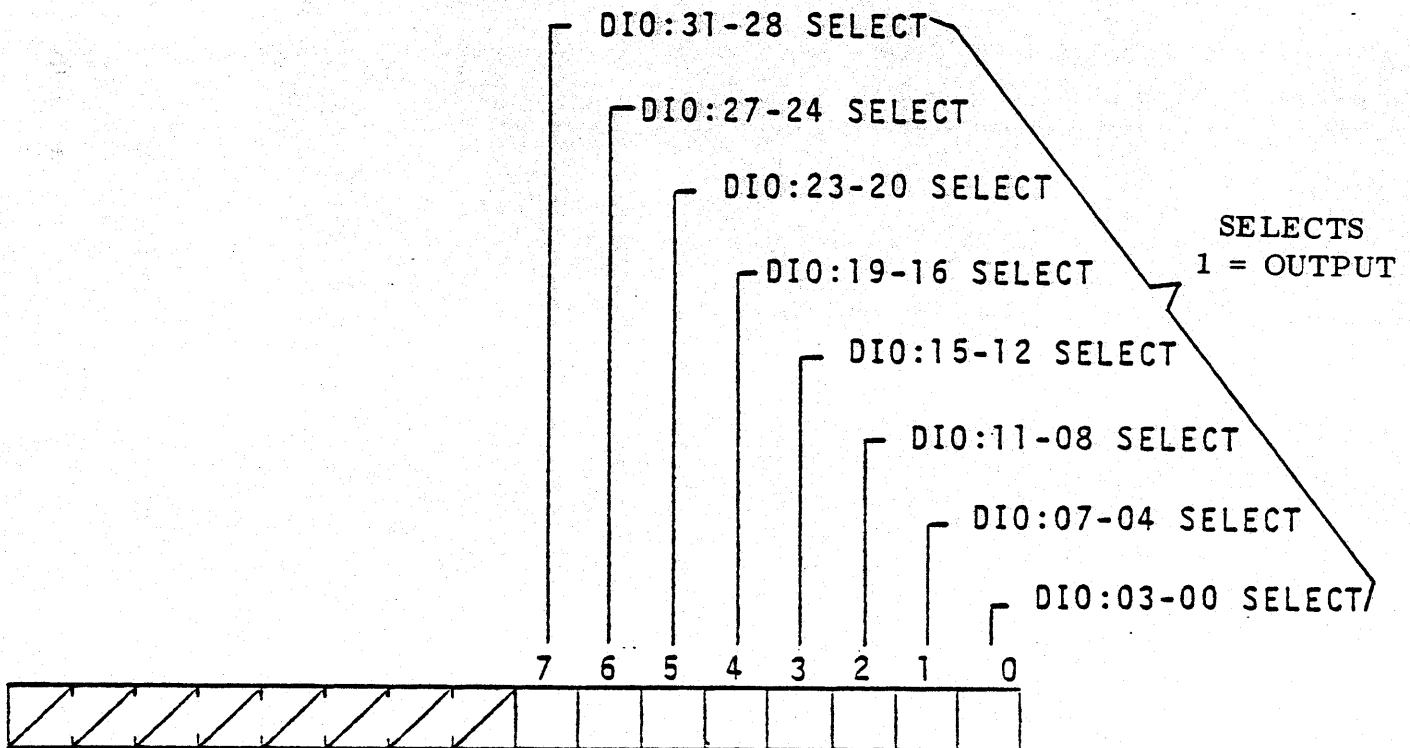 DIO:31-28 SELECT
DIO:27-24 SELECT
DIO:23-20 SELECT
SELECTS
1 = OUTPUT
DIO:19-16 SELECT
DIO:15-12 SELECT
DIO:11-08 SELECT
DIO:07-04 SELECT
DIO:03-00 SELECT
7 6 5 4 3 2 1 0